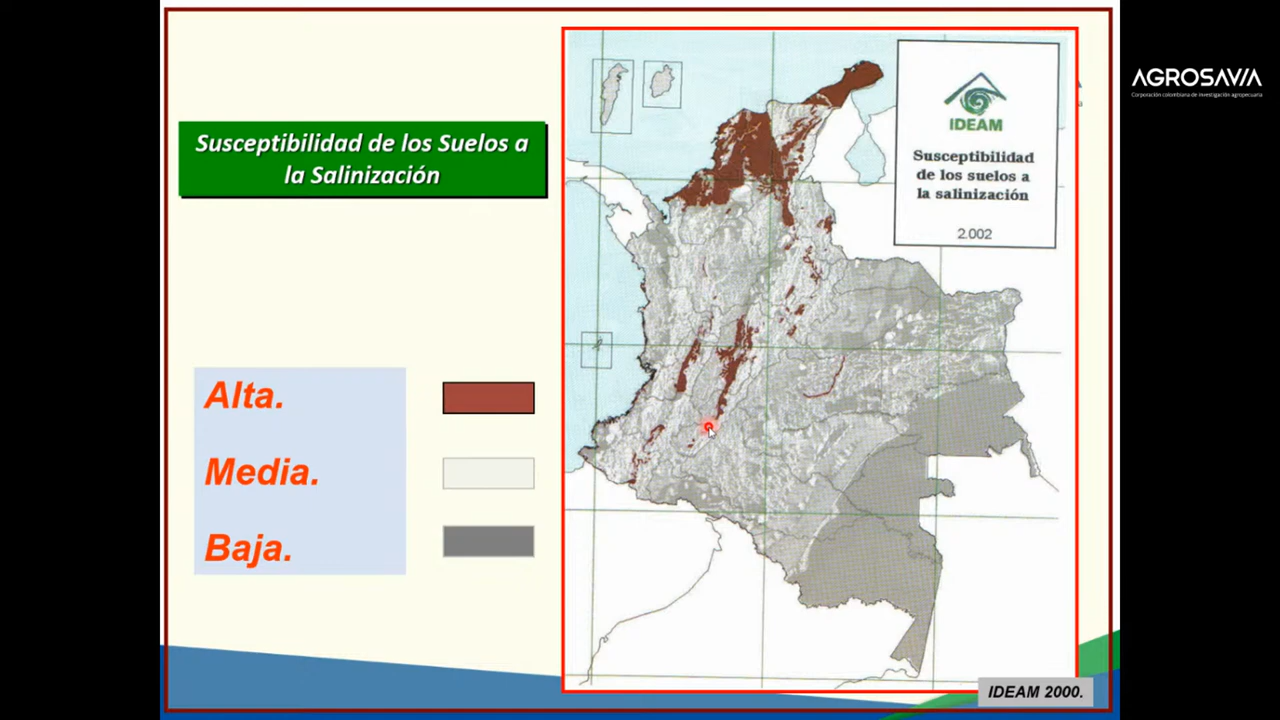 Susceptibilidad de los Suelos a
la Salinización
Alta.
Media.
Baja.
IDEAM
Susceptibilidad
de los suelos a
la salinización
2.002
IDEAM 2000.
AGROSAVIA
Corporación colombiana de investigación agropecuaria